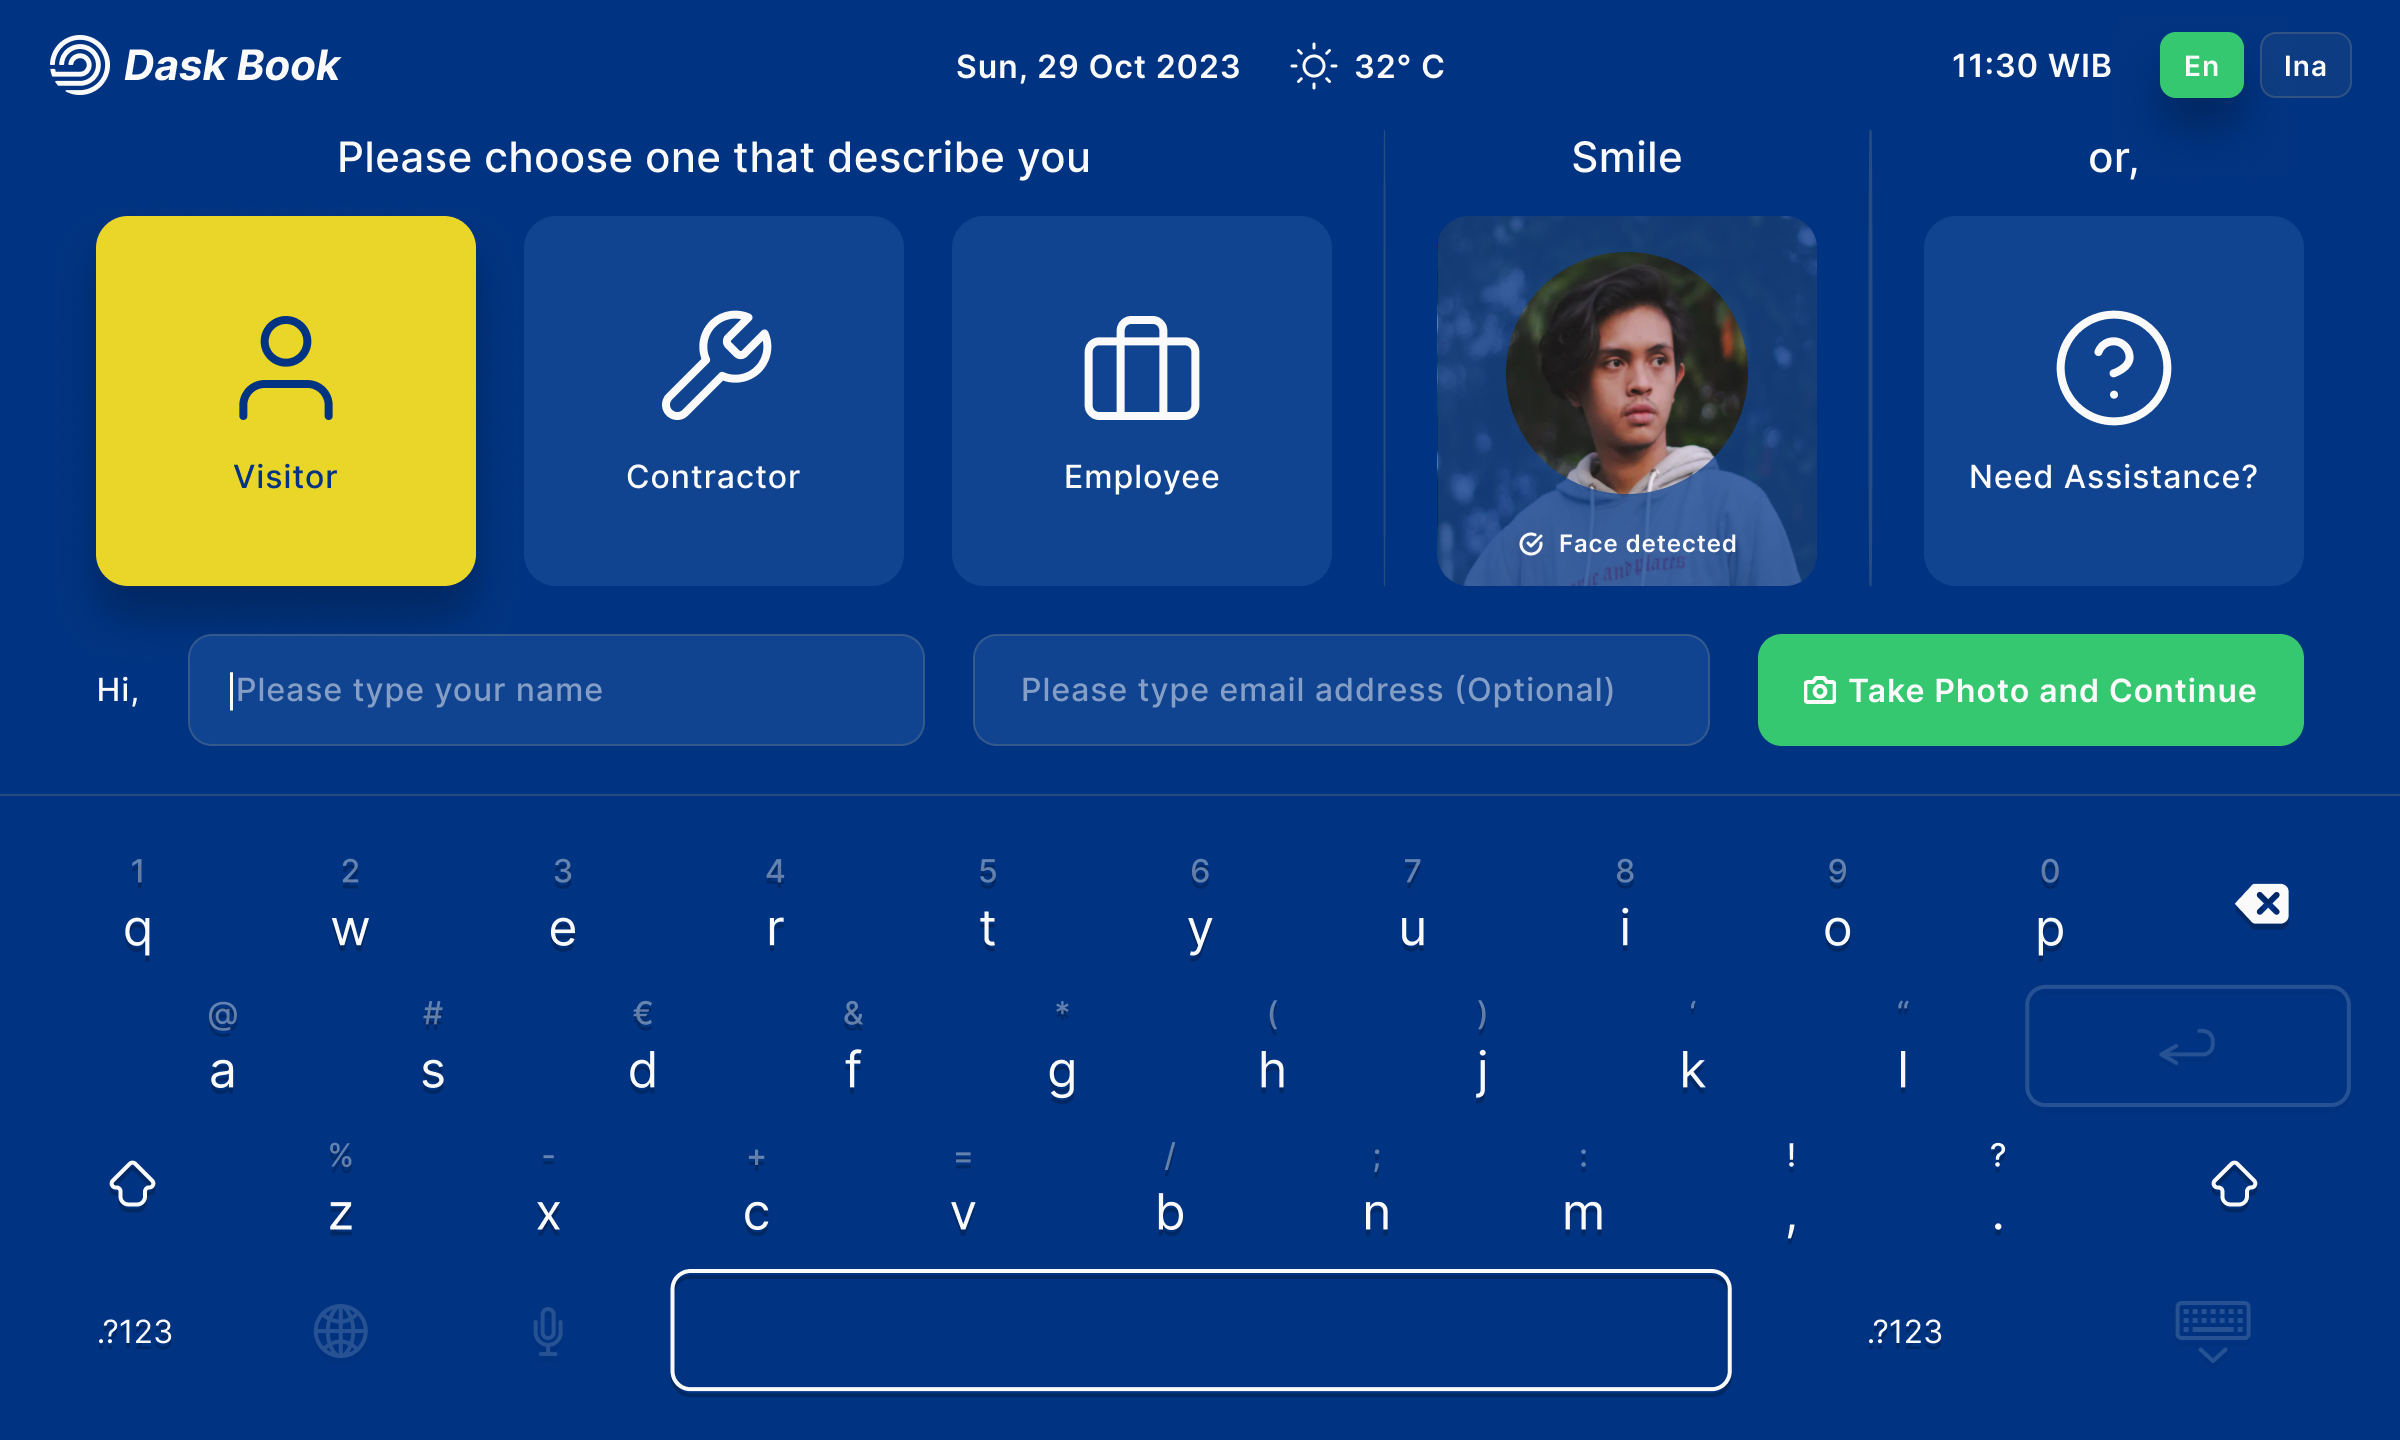 Dask Book
Sun, 29 Oct 2023
32° C
11:30 WIB
En
Ina
Please choose one that describe you
Smile
or,
Visitor
Contractor
Employee
Face detected
Need Assistance?
Hi,
Please type your name
Please type email address (Optional)
Take Photo and Continue
1 2 3 4 5 6 7 8 9 0
q w e r t y u i o p
@ # € & * ( ) ‘ “
a s d f g h j k l
% - + = / ; : ! ?
z x c v b n m , .
.?123
.?123